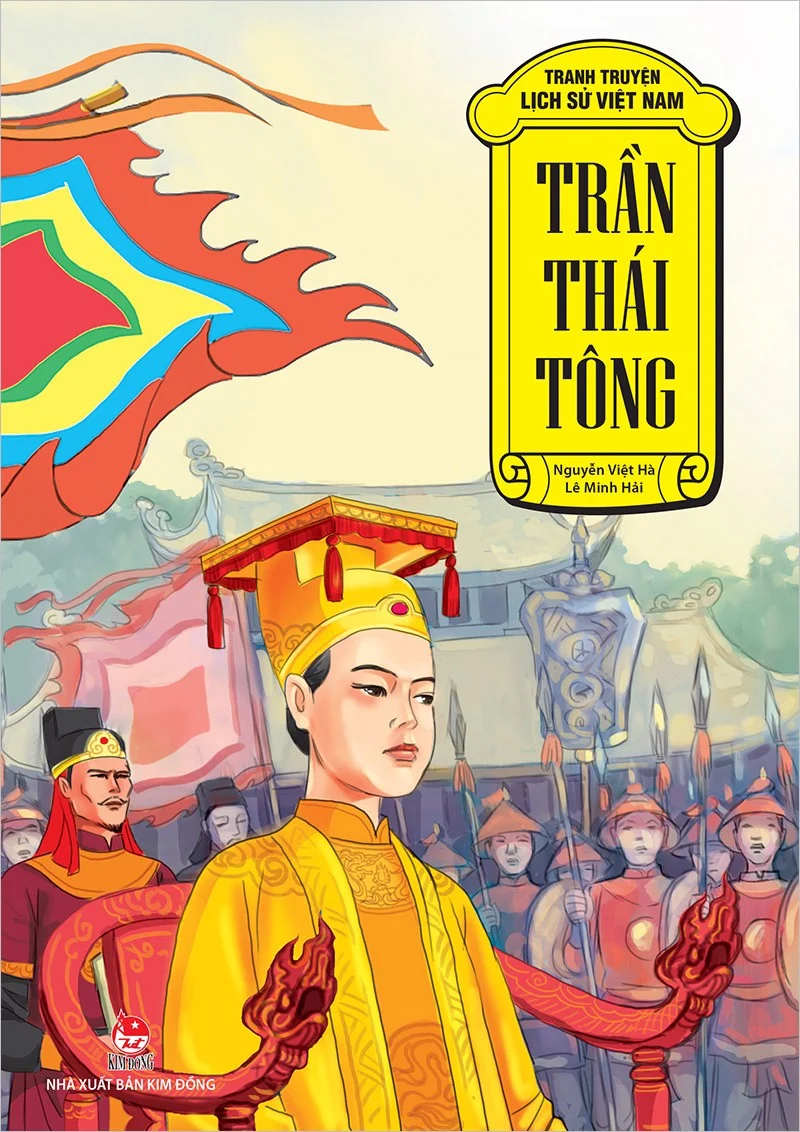 TRANH TRUYỆN
LỊCH SỬ VIỆT NAM
TRẦN
THÁI
TÔNG
Nguyễn Việt Hà
Lê Minh Hải
KIM ĐỒNG
NHÀ XUẤT BẢN KIM ĐỒNG